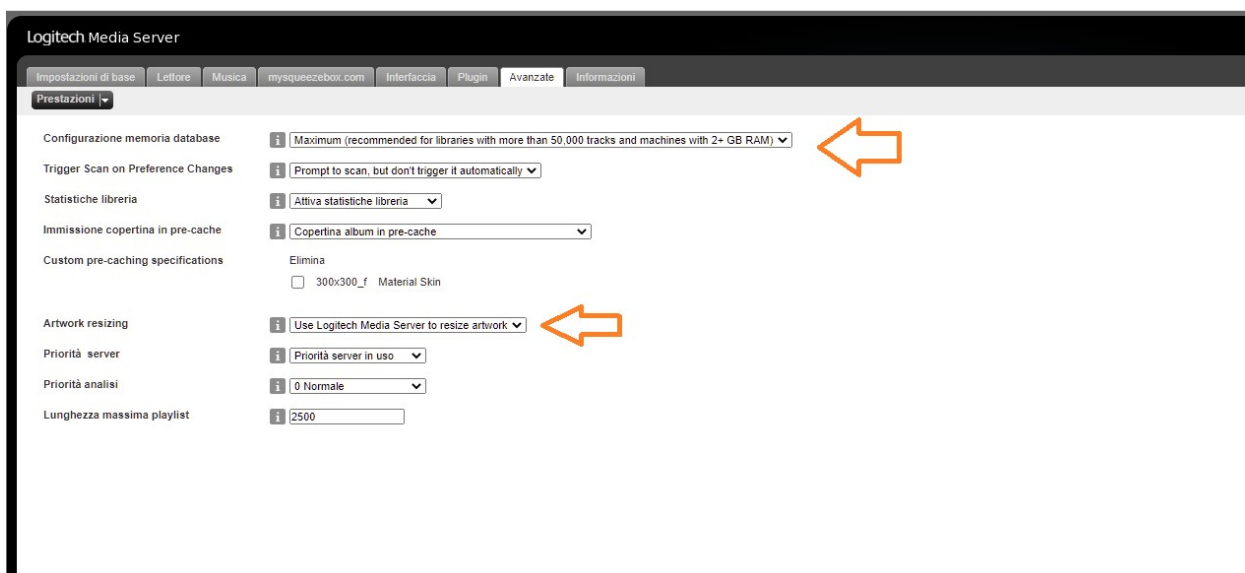 Logitech Media Server
Impostazioni di base Lettore Musica mysqueezebox.com Interfaccia Plugin Avanzate Informazioni
Prestazioni
Configurazione memoria database i Maximum (recommended for libraries with more than 50,000 tracks and machines with 2+ GB RAM)
Trigger Scan on Preference Changes i Prompt to scan, but don't trigger it automatically
Statistiche libreria i Attiva statistiche libreria
Immissione copertina in pre-cache i Copertina album in pre-cache
Custom pre-caching specifications Elimina
300x300_f Material Skin
Artwork resizing i Use Logitech Media Server to resize artwork
Priorità server i Priorità server in uso
Priorità analisi i 0 Normale
Lunghezza massima playlist i 2500